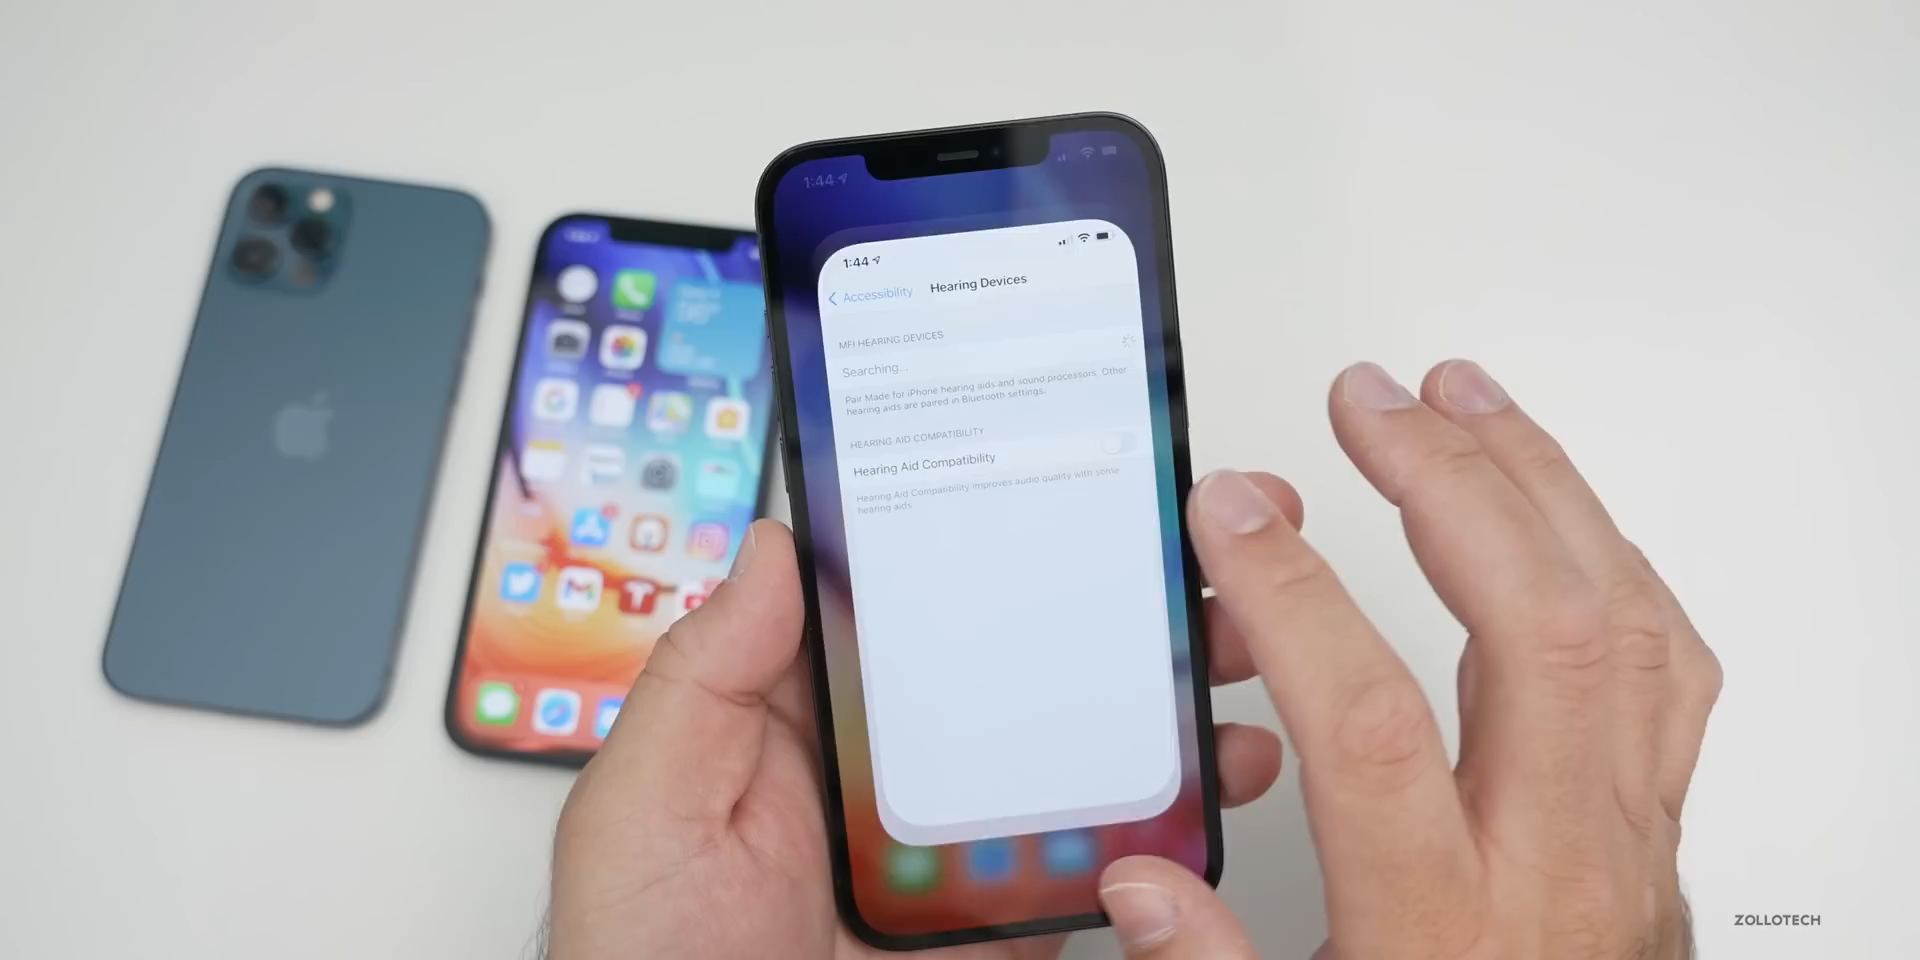 1:44
1:44
Accessibility
Hearing Devices
MFI HEARING DEVICES
Searching...
Pair Made for iPhone hearing aids and sound processors. Other
hearing aids are paired in Bluetooth settings.
HEARING AID COMPATIBILITY
Hearing Aid Compatibility
Hearing Aid Compatibility improves audio quality with some
hearing aids.
ZOLLOTECH